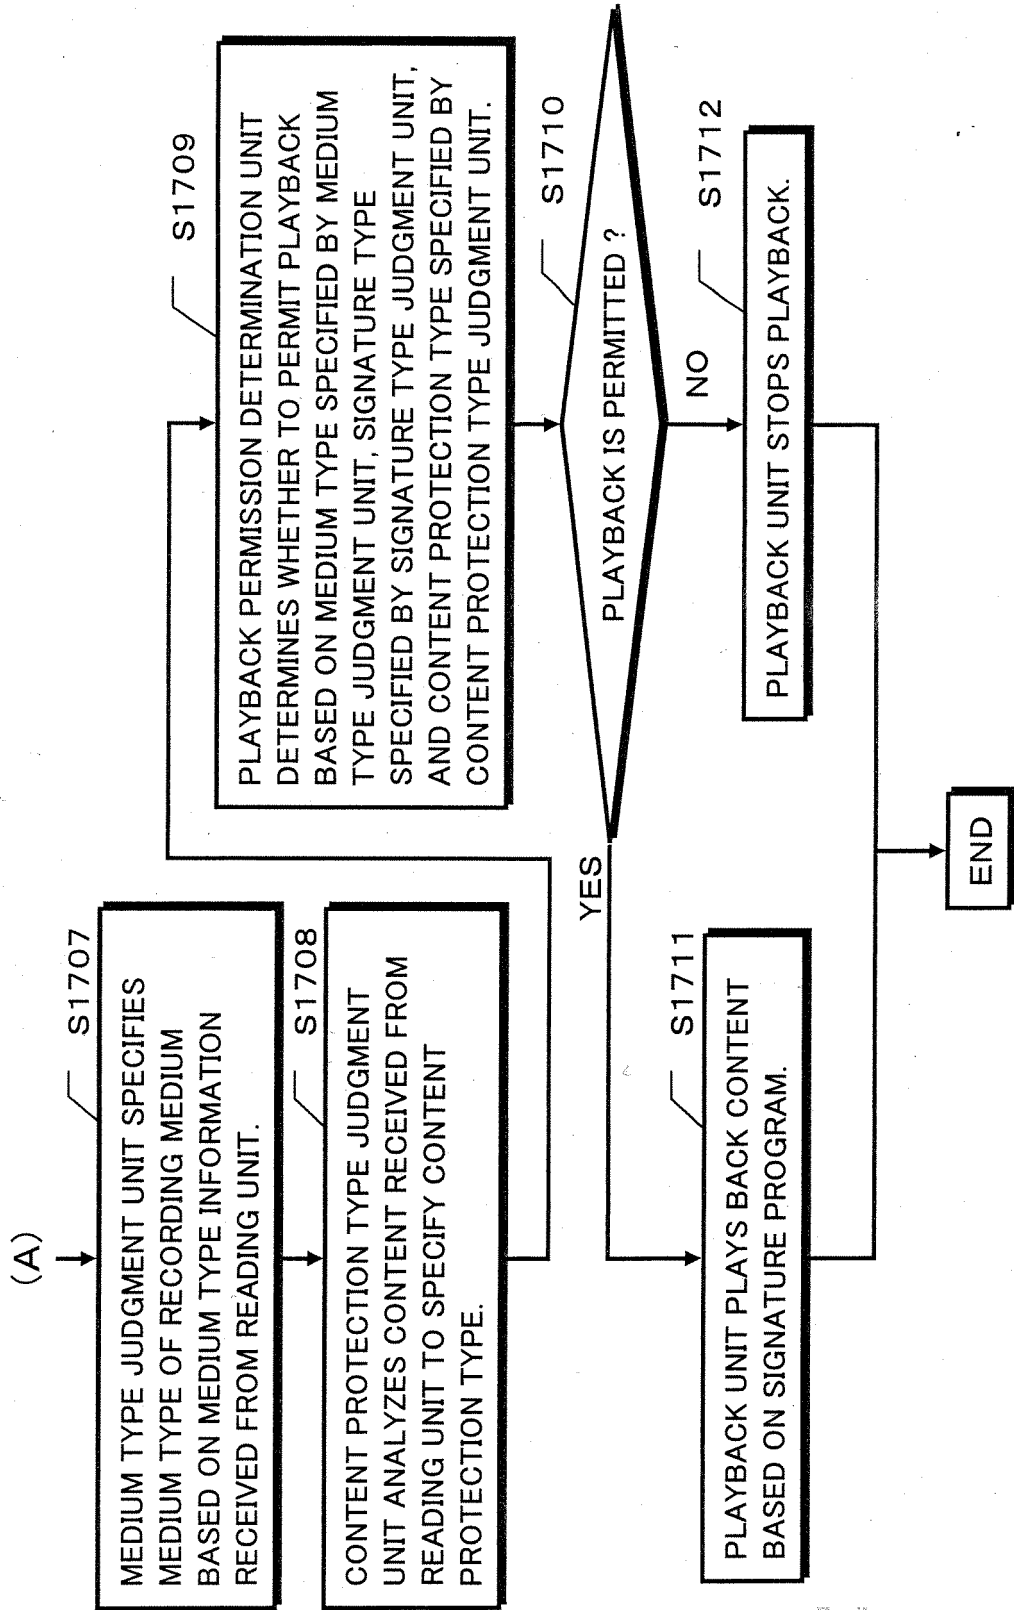 (A)
S1707
MEDIUM TYPE JUDGMENT UNIT SPECIFIES
MEDIUM TYPE OF RECORDING MEDIUM
BASED ON MEDIUM TYPE INFORMATION
RECEIVED FROM READING UNIT.
S1708
CONTENT PROTECTION TYPE JUDGMENT
UNIT ANALYZES CONTENT RECEIVED FROM
READING UNIT TO SPECIFY CONTENT
PROTECTION TYPE.
S1709
PLAYBACK PERMISSION DETERMINATION UNIT
DETERMINES WHETHER TO PERMIT PLAYBACK
BASED ON MEDIUM TYPE SPECIFIED BY MEDIUM
TYPE JUDGMENT UNIT, SIGNATURE TYPE
SPECIFIED BY SIGNATURE TYPE JUDGMENT UNIT,
AND CONTENT PROTECTION TYPE SPECIFIED BY
CONTENT PROTECTION TYPE JUDGMENT UNIT.
S1710
PLAYBACK IS PERMITTED ?
YES
NO
S1711
PLAYBACK UNIT PLAYS BACK CONTENT
BASED ON SIGNATURE PROGRAM.
S1712
PLAYBACK UNIT STOPS PLAYBACK.
END